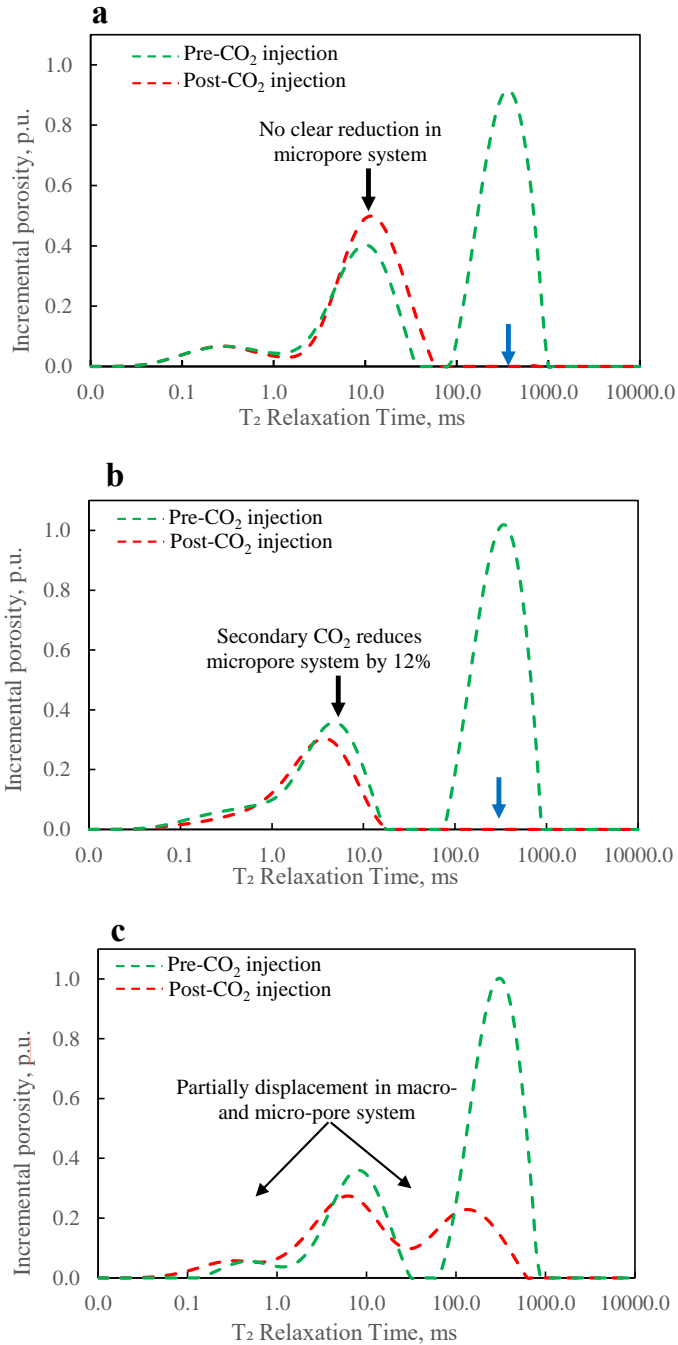 a
Pre-CO₂ injection
Post-CO₂ injection
No clear reduction in
micropore system
Incremental porosity, p.u.
1.0
0.8
0.6
0.4
0.2
0.0
0.0 0.1 1.0 10.0 100.0 1000.0 10000.0
T₂ Relaxation Time, ms
b
Pre-CO₂ injection
Post-CO₂ injection
Secondary CO₂ reduces
micropore system by 12%
Incremental porosity, p.u.
1.0
0.8
0.6
0.4
0.2
0.0
0.0 0.1 1.0 10.0 100.0 1000.0 10000.0
T₂ Relaxation Time, ms
c
Pre-CO₂ injection
Post-CO₂ injection
Partially displacement in macro-
and micro-pore system
Incremental porosity, p.u.
1.0
0.8
0.6
0.4
0.2
0.0
0.0 0.1 1.0 10.0 100.0 1000.0 10000.0
T₂ Relaxation Time, ms